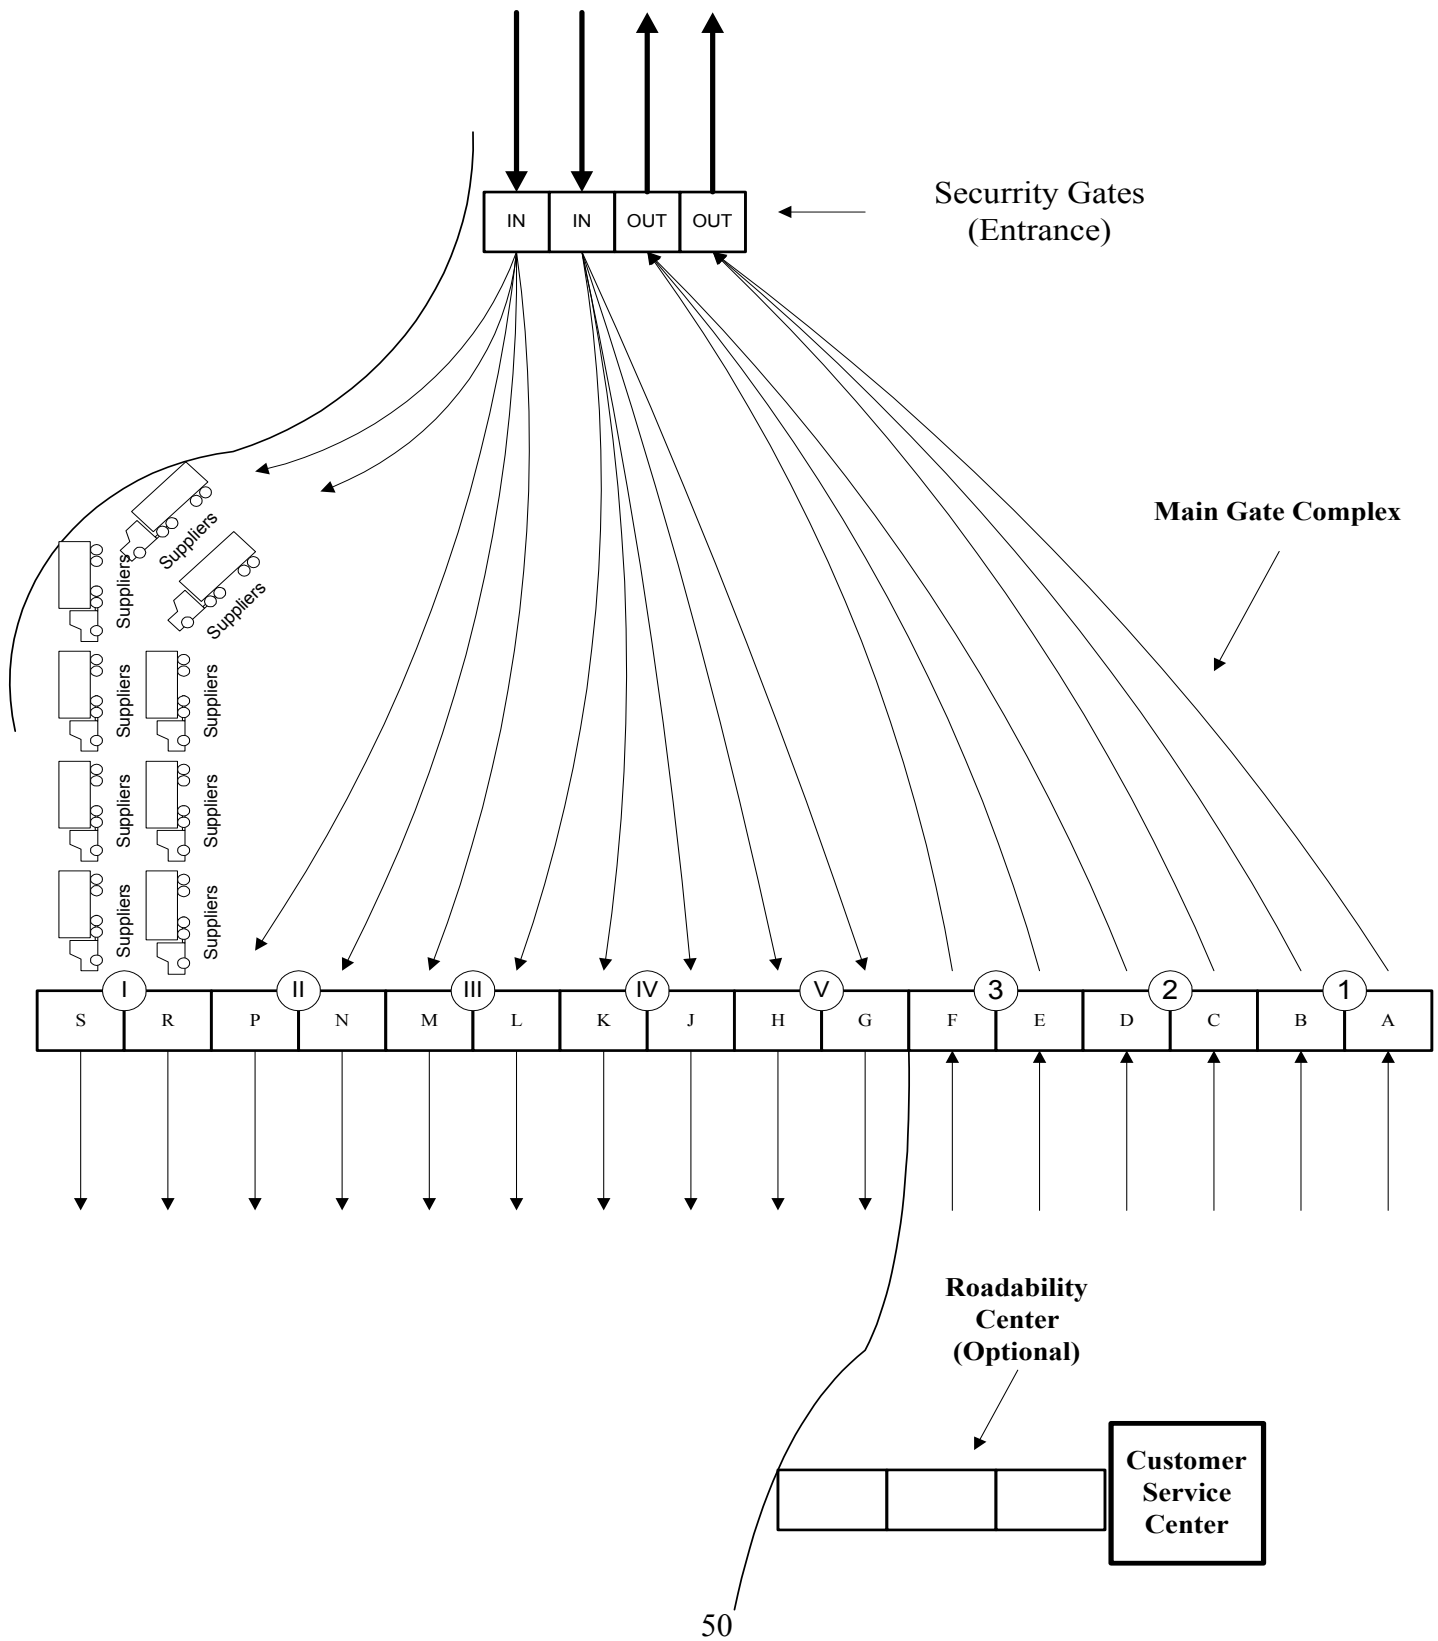 IN IN OUT OUT
Securrity Gates
(Entrance)
Main Gate Complex
Suppliers
Suppliers
Suppliers
Suppliers
Suppliers
Suppliers
Suppliers
Suppliers
Suppliers
I II III IV V 3 2 1
S R P N M L K J H G F E D C B A
Roadability
Center
(Optional)
Customer
Service
Center
50